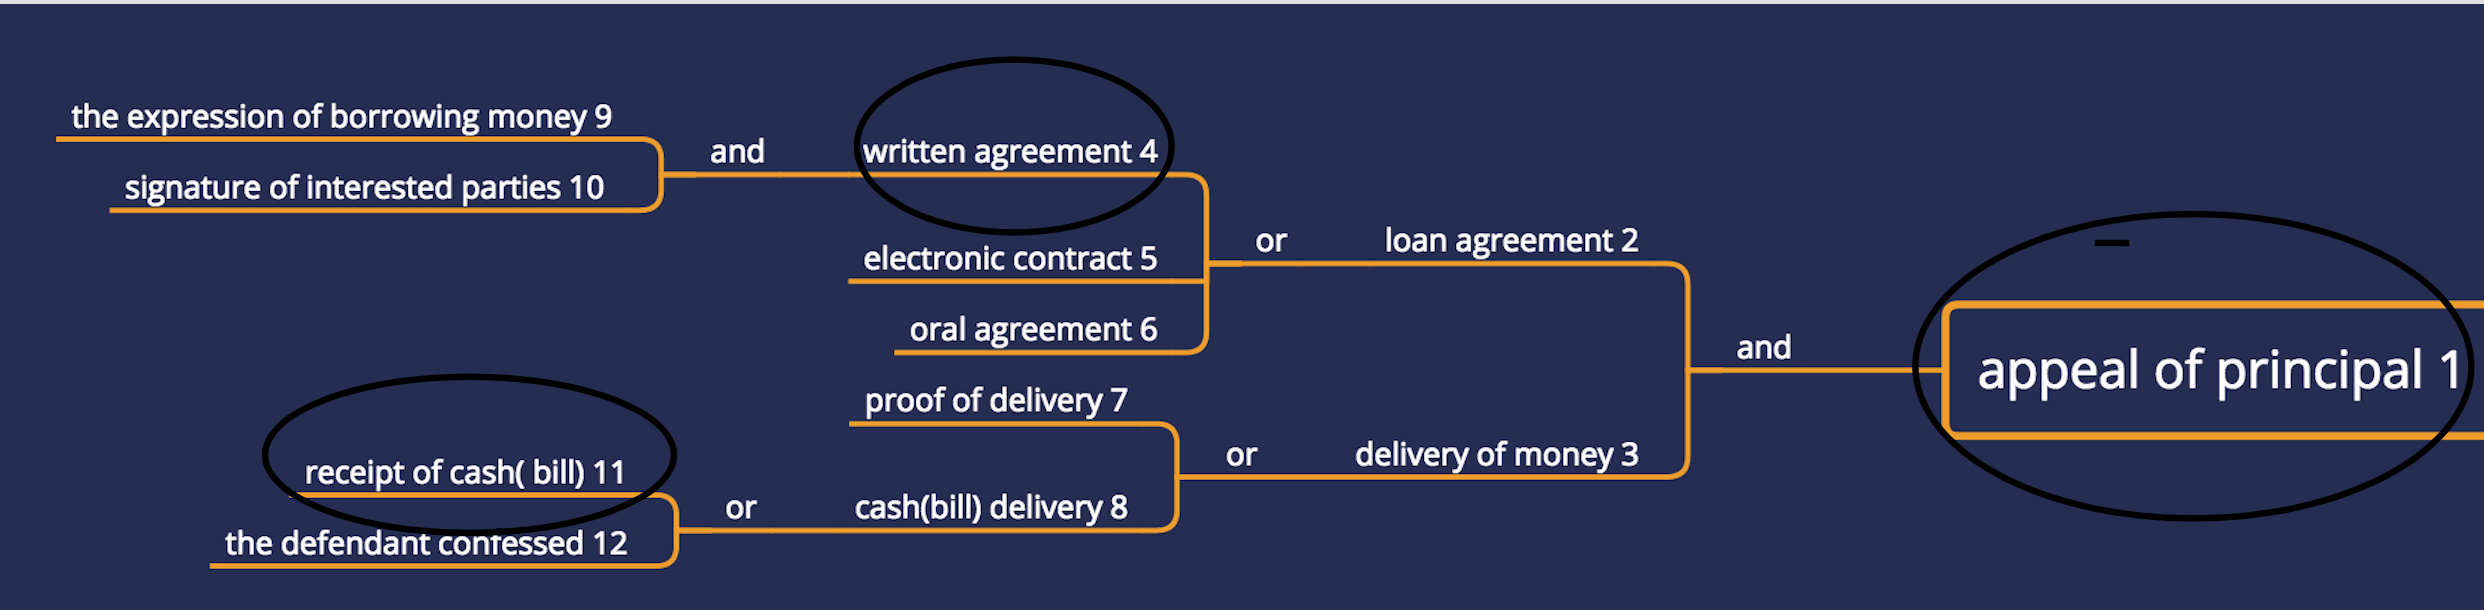 the expression of borrowing money 9
and
written agreement 4
signature of interested parties 10
or
loan agreement 2
electronic contract 5
oral agreement 6
and
appeal of principal 1
proof of delivery 7
or
delivery of money 3
receipt of cash( bill) 11
or
cash(bill) delivery 8
the defendant confessed 12